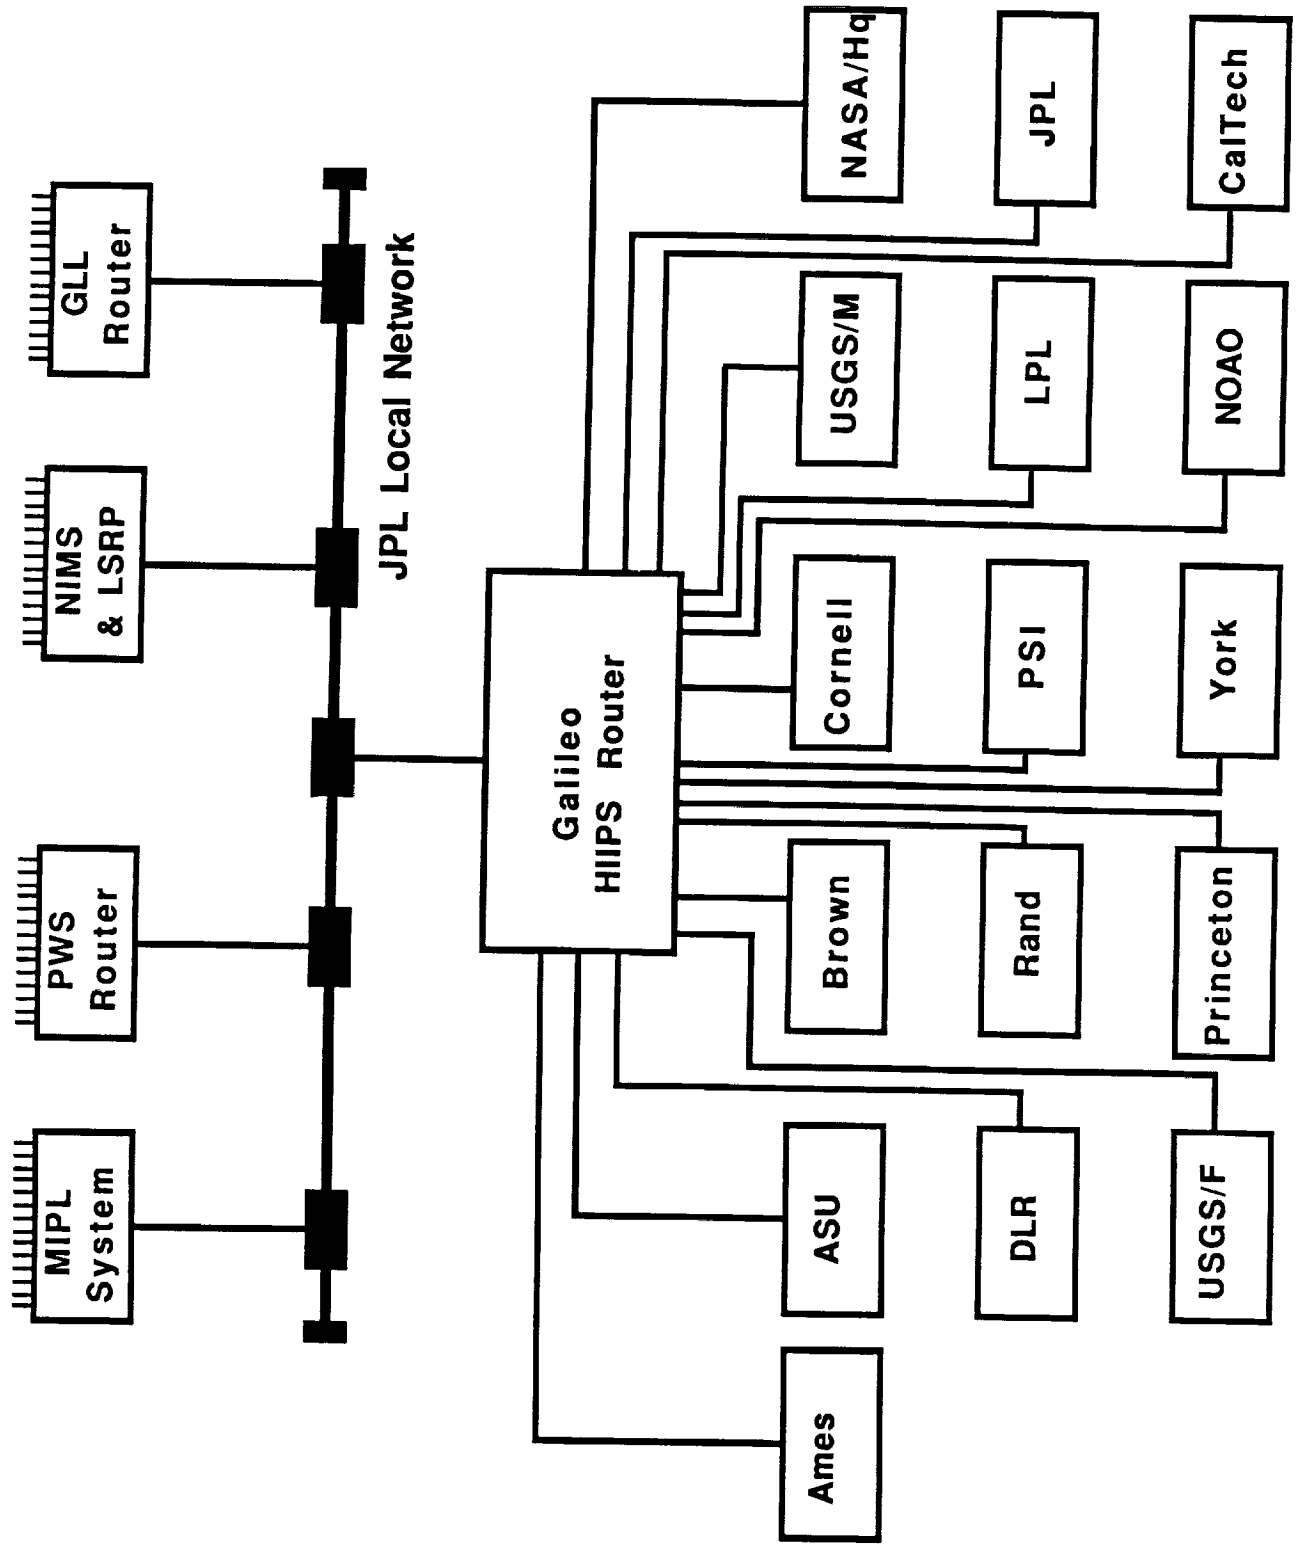 MIPL
System
PWS
Router
NIMS
& LSRP
GLL
Router
JPL Local Network
Galileo
HIIPS Router
Ames
ASU
Brown
Cornell
USGS/M
NASA/Hq
DLR
Rand
PSI
LPL
JPL
USGS/F
Princeton
York
NOAO
CalTech